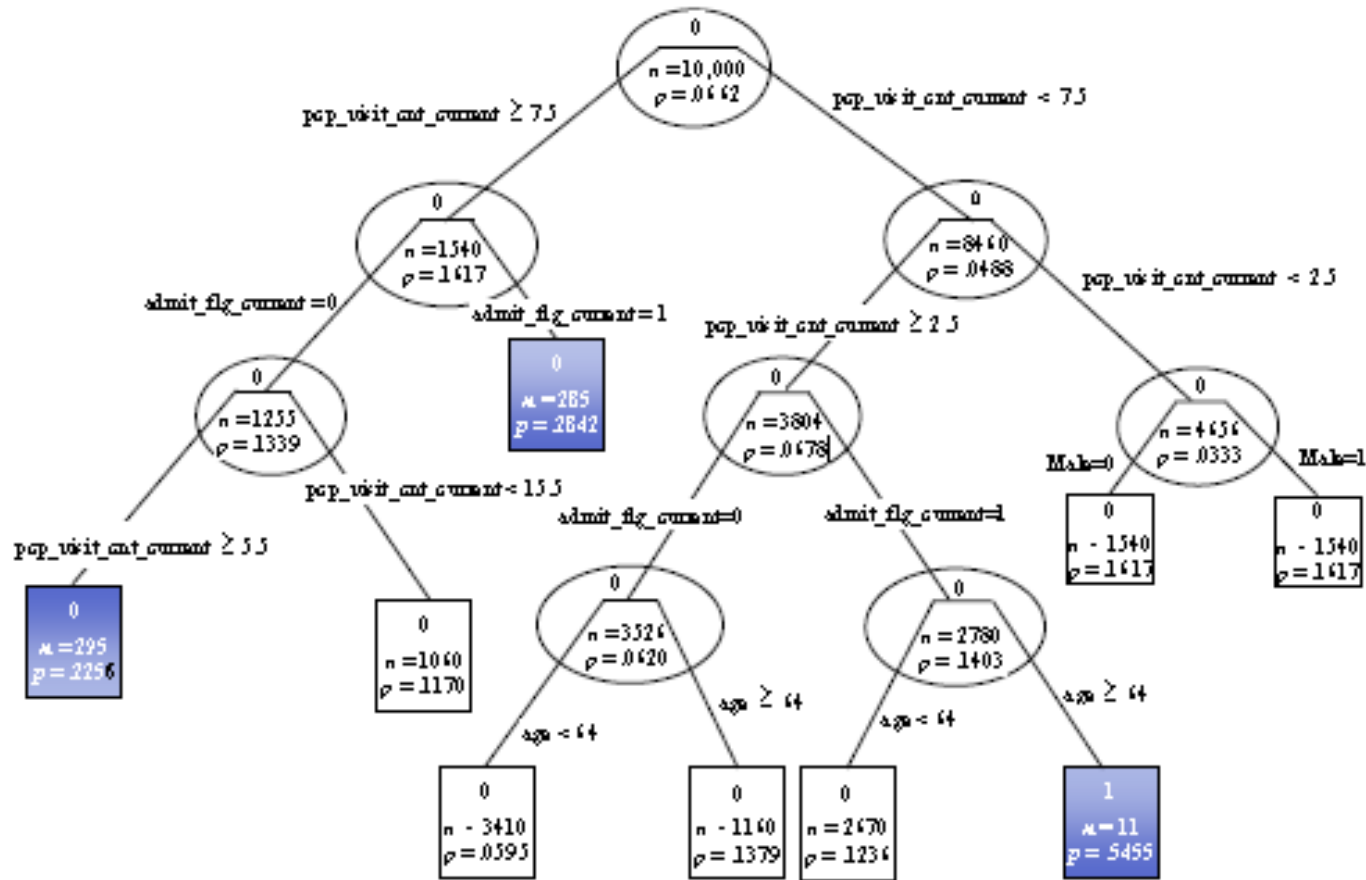 0
n =10,000
p =.0662
pcp_visit_cnt_current ≥ 7.5
pcp_visit_cnt_current < 7.5
0
n =1540
p =.1617
0
n =8460
p =.0488
admit_flg_current =0
admit_flg_current = 1
pcp_visit_cnt_current ≥ 2.5
pcp_visit_cnt_current < 2.5
0
n =1255
p =.1339
0
n =285
p =.2842
0
n =3804
p =.0678
0
n =4656
p =.0333
pcp_visit_cnt_current ≥ 5.5
pcp_visit_cnt_current < 15.5
admit_flg_current=0
admit_flg_current=1
Male=0
Male=1
0
n - 1540
p =.1617
0
n - 1540
p =.1617
0
n =295
p =.2256
0
n =1060
p =.1170
0
n =3526
p =.0620
0
n =2780
p =.1403
age < 64
age ≥ 64
age < 64
age ≥ 64
0
n - 3410
p =.0595
0
n -1160
p =.1379
0
n =2670
p =.1236
1
n=11
p =.5455